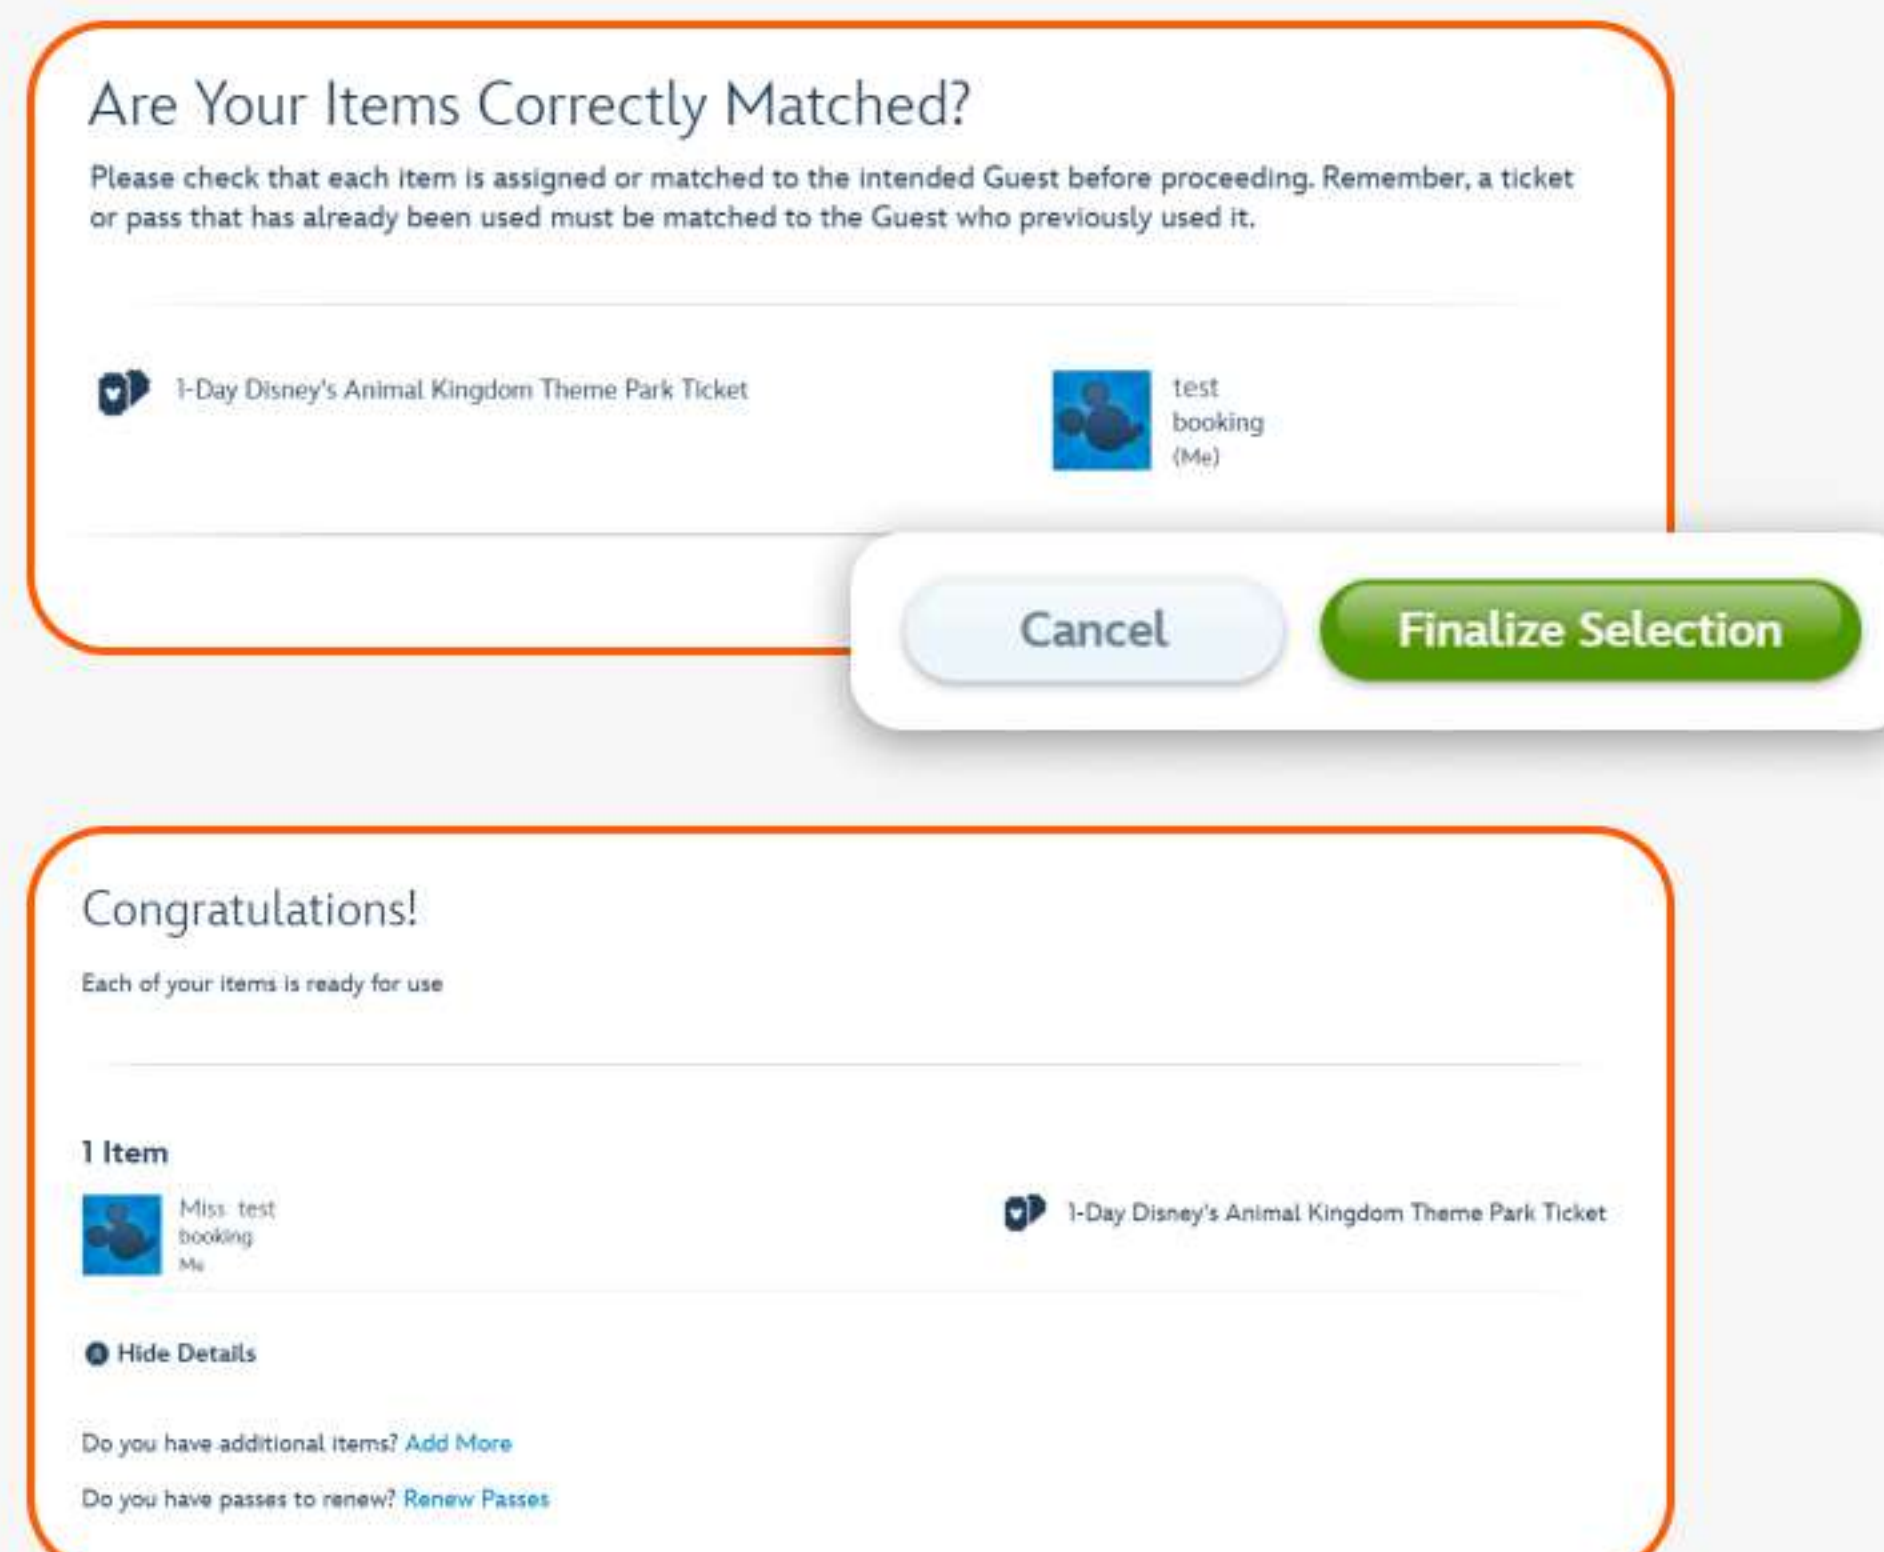 Are Your Items Correctly Matched?
Please check that each item is assigned or matched to the intended Guest before proceeding. Remember, a ticket
or pass that has already been used must be matched to the Guest who previously used it.
1-Day Disney's Animal Kingdom Theme Park Ticket
test
booking
(Me)
Cancel
Finalize Selection
Congratulations!
Each of your items is ready for use
1 Item
Miss test
booking
Me
1-Day Disney's Animal Kingdom Theme Park Ticket
Hide Details
Do you have additional items? Add More
Do you have passes to renew? Renew Passes